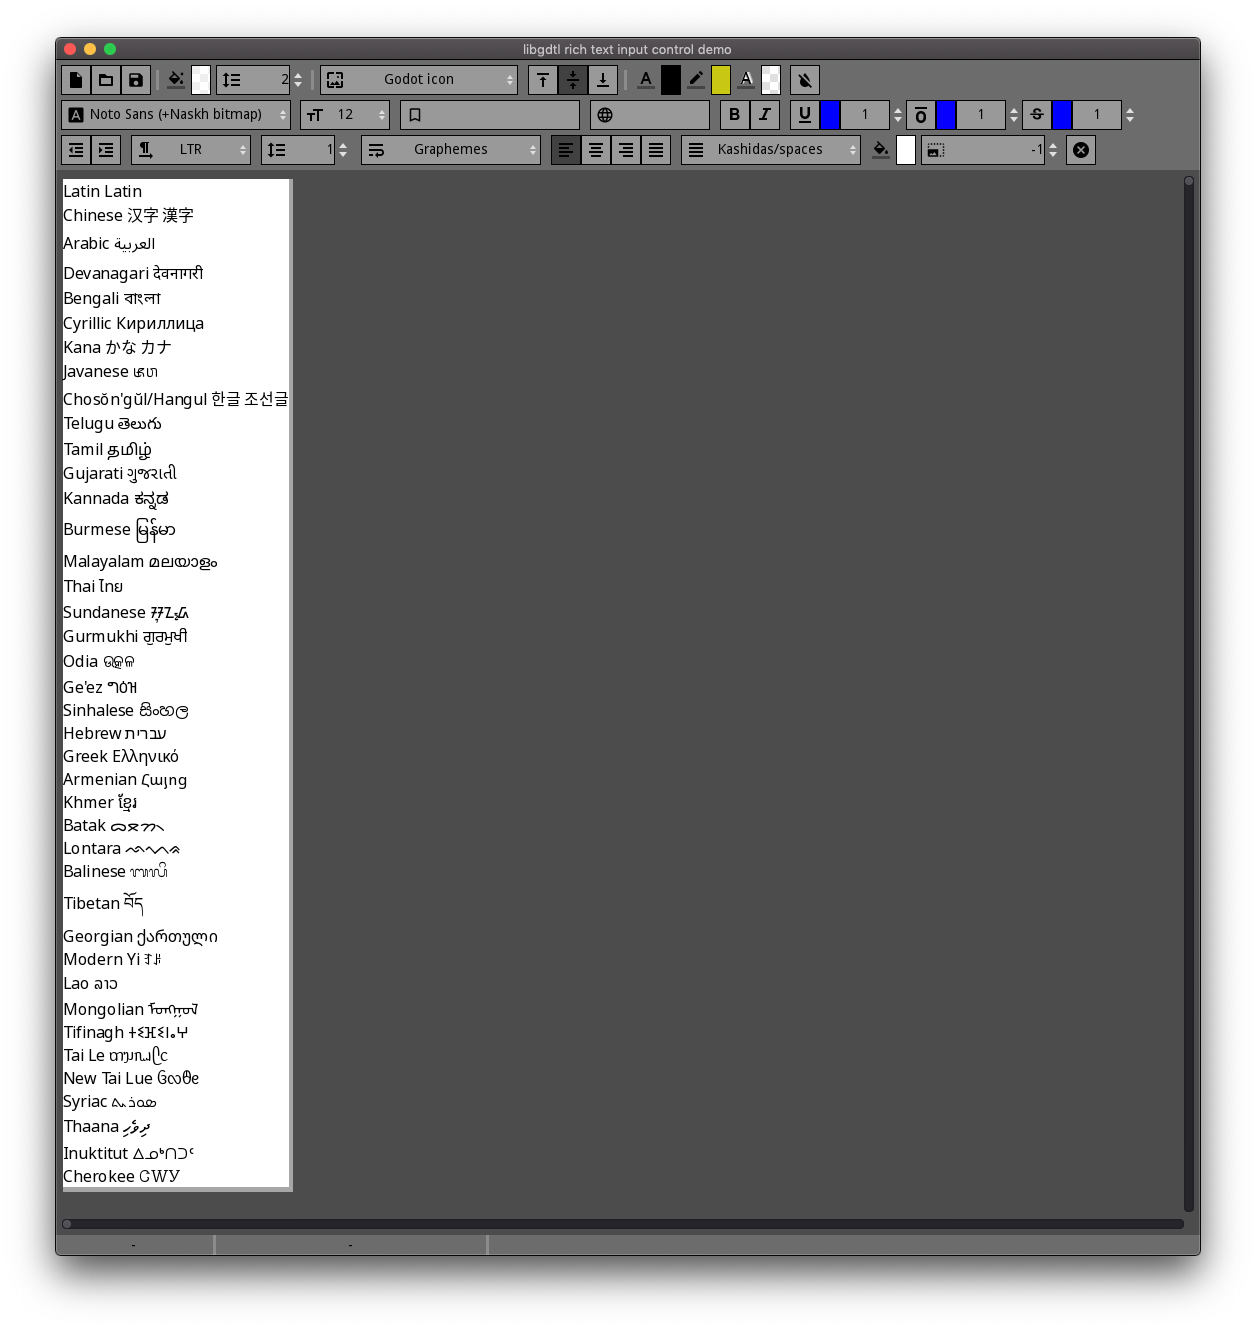 libgdtl rich text input control demo
2 Godot icon A A
Noto Sans (+Naskh bitmap) 12 B I U 1 O 1 S 1
LTR 1 Graphemes Kashidas/spaces -1
Latin Latin
Chinese 汉字 漢字
Arabic العربية
Devanagari देवनागरी
Bengali বাংলা
Cyrillic Кириллица
Kana かな カナ
Javanese ꦗꦮ
Chosŏn'gŭl/Hangul 한글 조선글
Telugu తెలుగు
Tamil தமிழ்
Gujarati ગુજરાતી
Kannada ಕನ್ನಡ
Burmese မြန်မာ
Malayalam മലയാളം
Thai ไทย
Sundanese ᮞᮥᮔ᮪ᮓ
Gurmukhi ਗੁਰਮੁਖੀ
Odia ଉତ୍କଳ
Ge'ez ግዕዝ
Sinhalese සිංහල
Hebrew עברית
Greek Ελληνικό
Armenian Հայոց
Khmer ខ្មែរ
Batak ᯅᯖᯂ᯲
Lontara ᨒᨚᨈᨑ
Balinese ᬩᬮᬶ
Tibetan བོད
Georgian ქართული
Modern Yi ꆈꌠ
Lao ລາວ
Mongolian ᠮᠣᠩᠭᠣᠯ
Tifinagh ⵜⵉⴼⵉⵏⴰⵖ
Tai Le ᥖᥭᥰᥘᥫᥴ
New Tai Lue
Syriac ܣܘܪܝܬ
Thaana ދިވެހި
Inuktitut ᐃᓄᒃᑎᑐᑦ
Cherokee ᏣᎳᎩ
- -